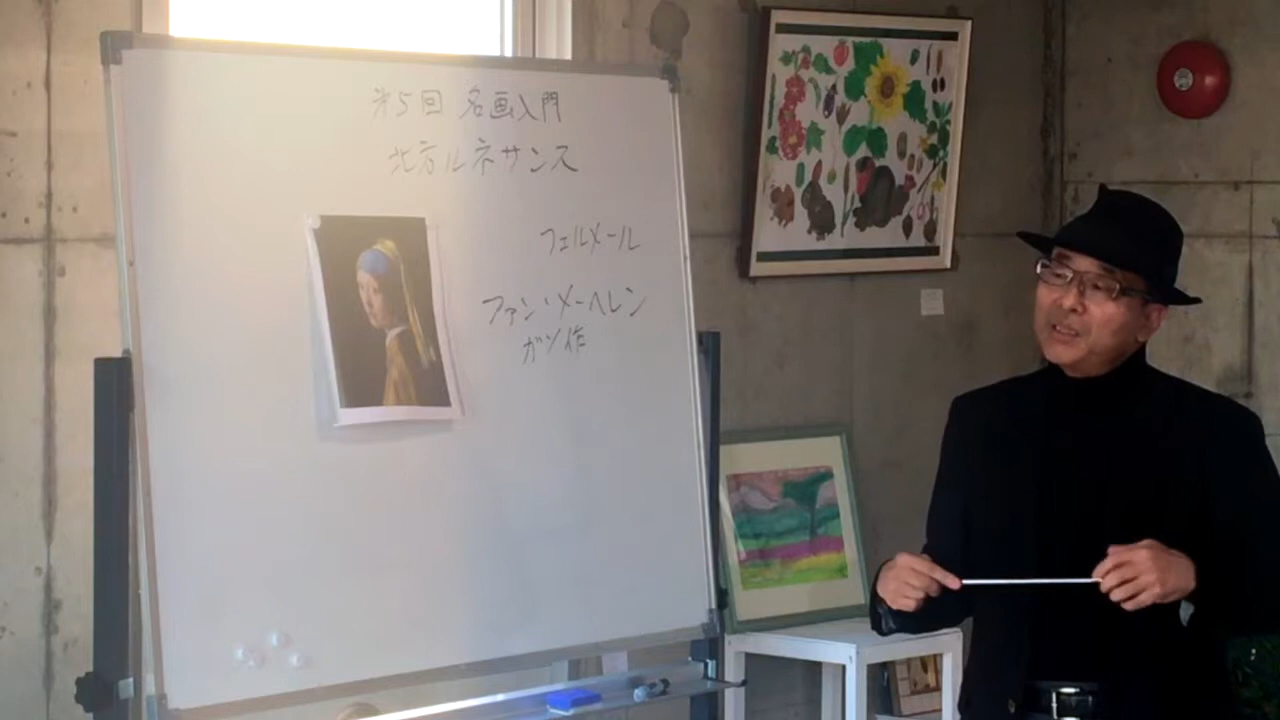 第5回 名画入門
北方ルネサンス
フェルメール
ファン・メーヘレン
ガソ作